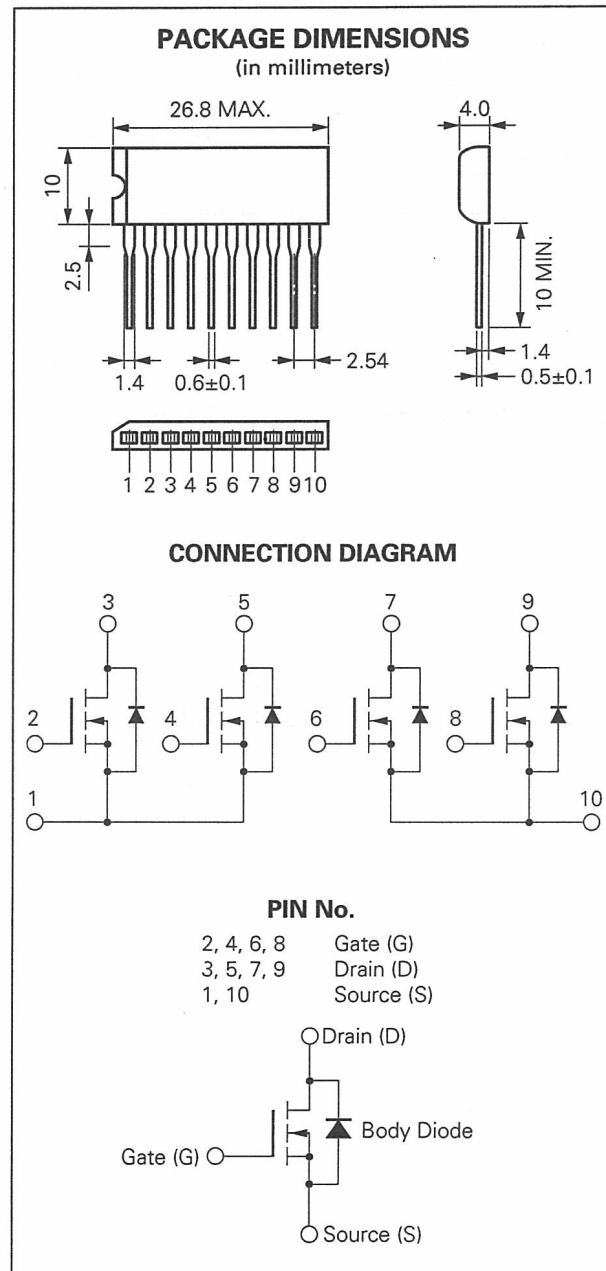 PACKAGE DIMENSIONS
(in millimeters)
26.8 MAX.
4.0
10
2.5
10 MIN.
2.54
1.4
1.4 0.6±0.1
0.5±0.1
1 2 3 4 5 6 7 8 9 10
CONNECTION DIAGRAM
3 5 7 9
2 4 6 8
1 10
PIN No.
2, 4, 6, 8 Gate (G)
3, 5, 7, 9 Drain (D)
1, 10 Source (S)
Drain (D)
Body Diode
Gate (G)
Source (S)